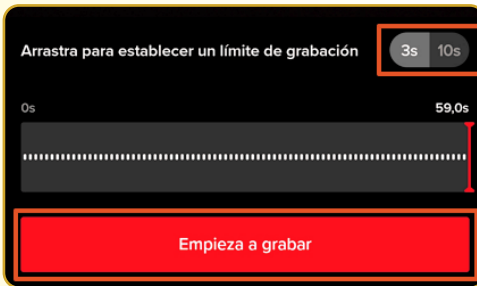 Arrastra para establecer un límite de grabación 3s 10s
0s 59,0s
Empieza a grabar